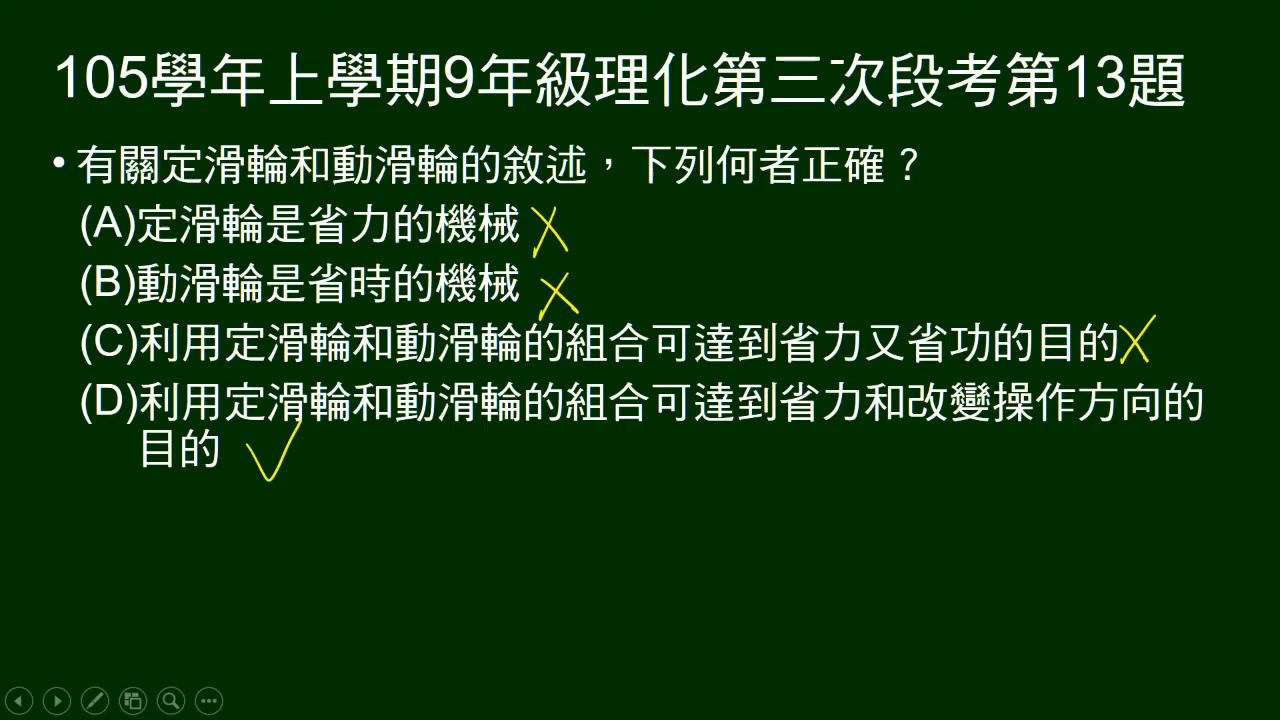 105學年上學期9年級理化第三次段考第13題
• 有關定滑輪和動滑輪的敘述，下列何者正確？
(A)定滑輪是省力的機械
(B)動滑輪是省時的機械
(C)利用定滑輪和動滑輪的組合可達到省力又省功的目的
(D)利用定滑輪和動滑輪的組合可達到省力和改變操作方向的
目的